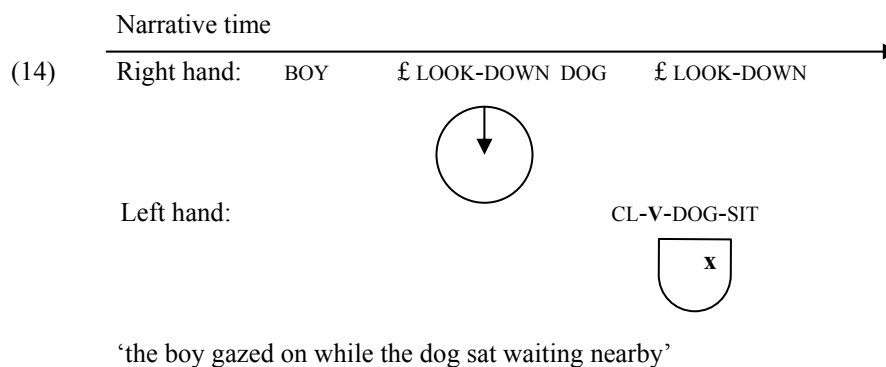 Narrative time
(14) Right hand: BOY £ LOOK-DOWN DOG £ LOOK-DOWN
Left hand: CL-V-DOG-SIT
x
‘the boy gazed on while the dog sat waiting nearby’